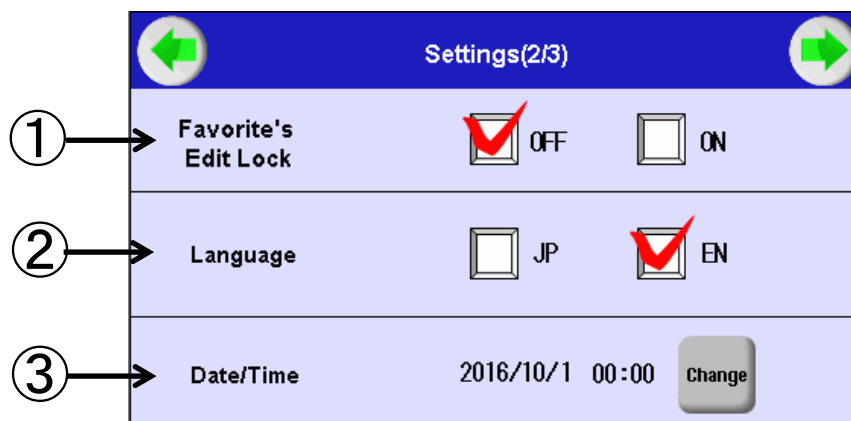 Settings(2/3)
① Favorite's
Edit Lock
OFF ON
② Language JP EN
③ Date/Time 2016/10/1 00:00 Change